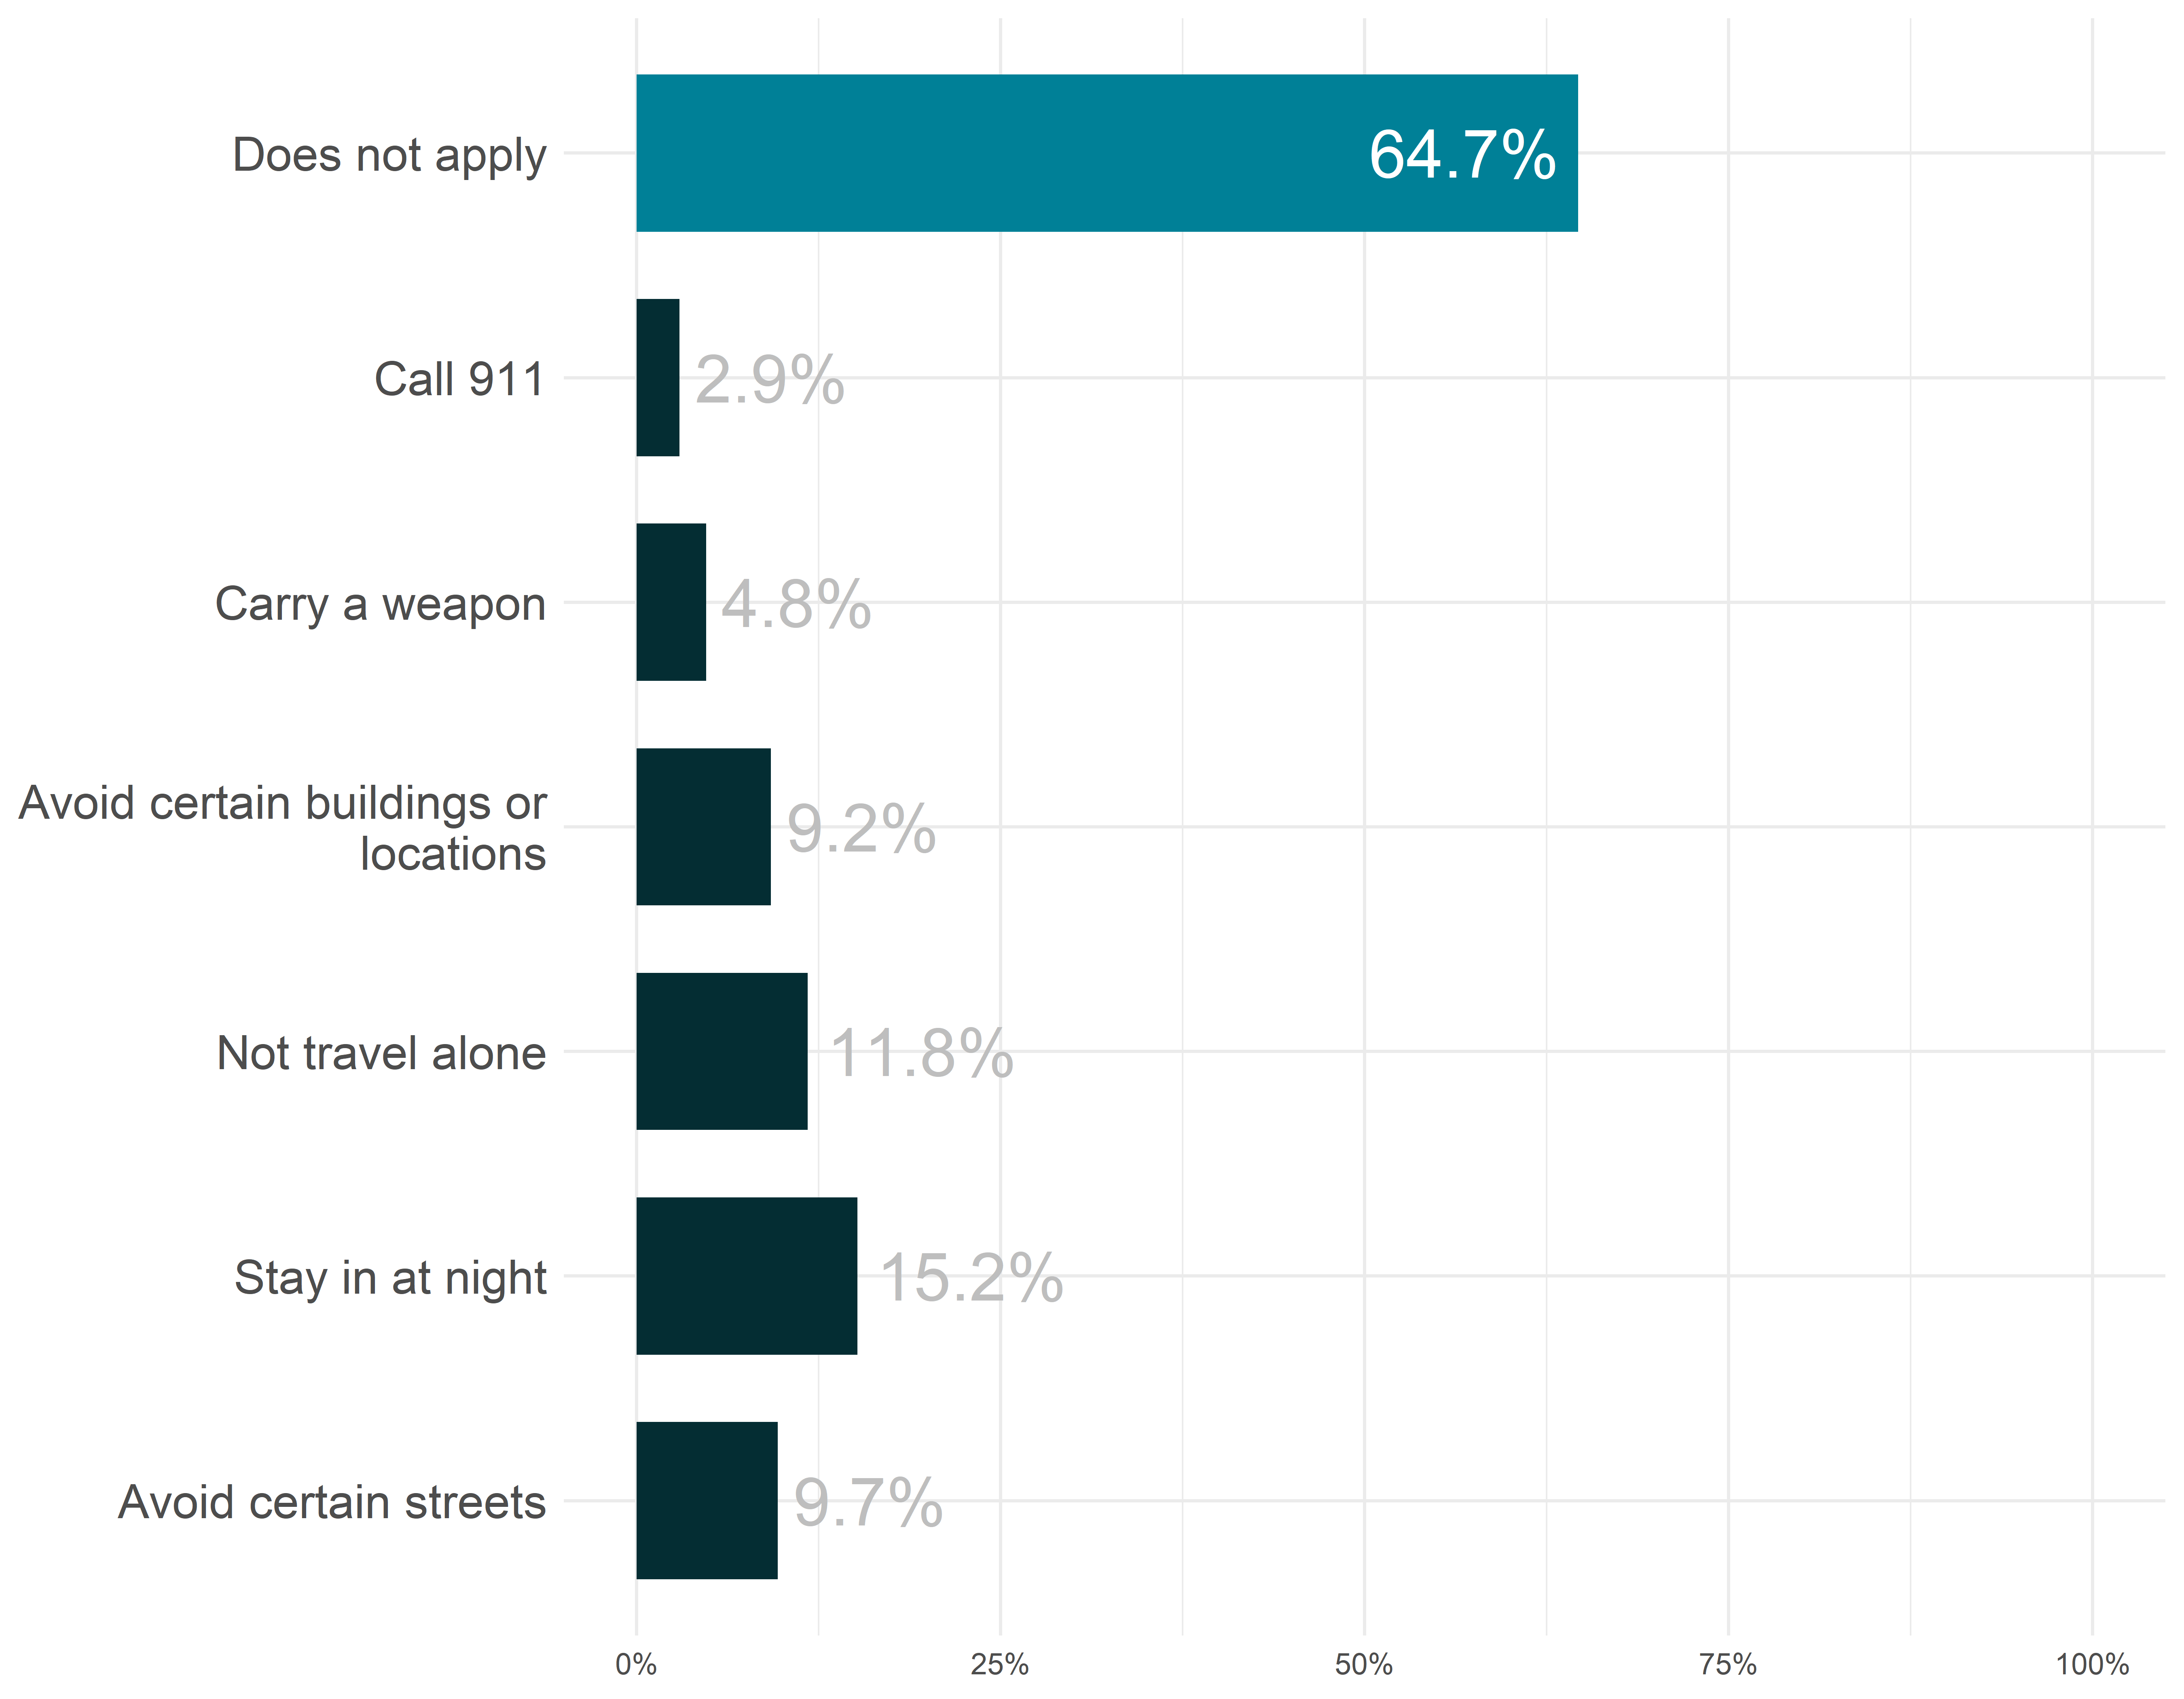 Does not apply
64.7%
Call 911
2.9%
Carry a weapon
4.8%
Avoid certain buildings or
locations
9.2%
Not travel alone
11.8%
Stay in at night
15.2%
Avoid certain streets
9.7%
0% 25% 50% 75% 100%